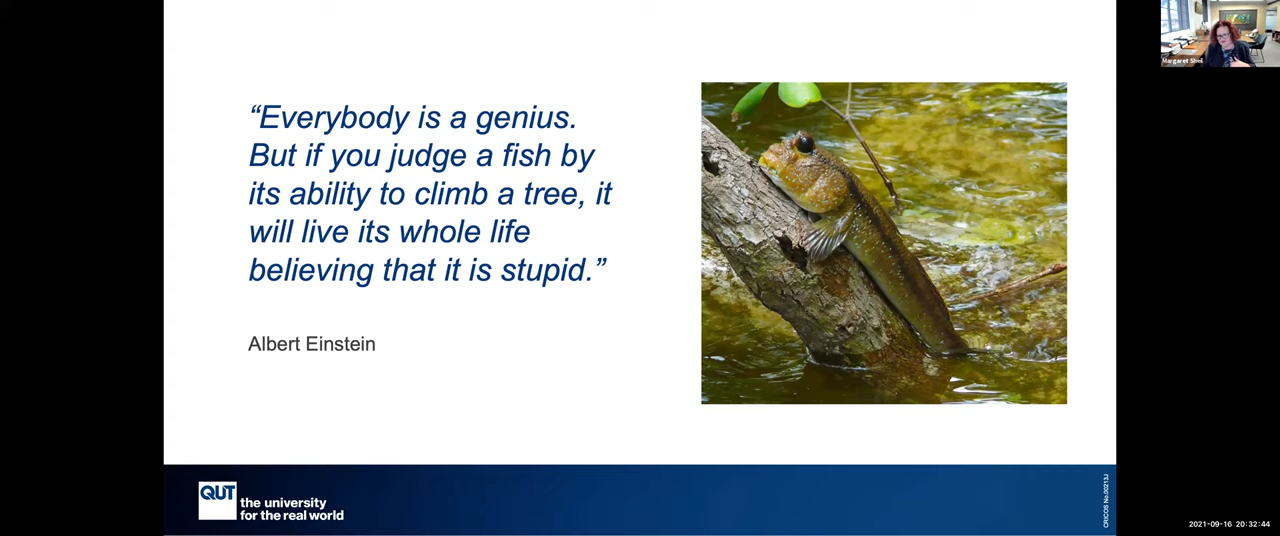 “Everybody is a genius.
But if you judge a fish by
its ability to climb a tree, it
will live its whole life
believing that it is stupid.”
Albert Einstein
QUT
the university
for the real world
CRICOS No.00213J
Margaret Sheil
2021-09-16 20:32:44